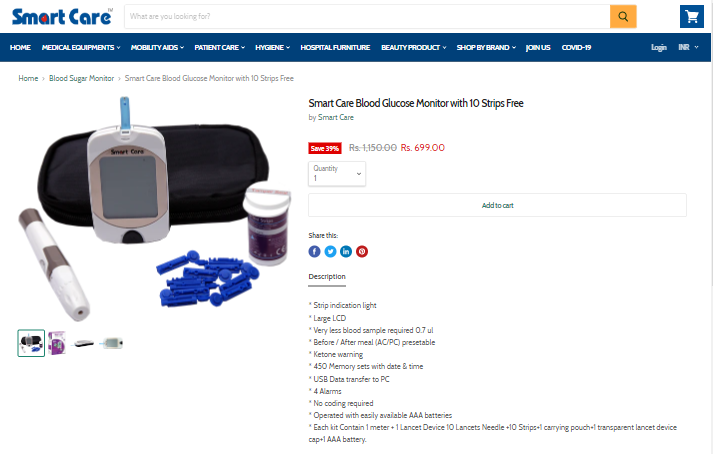 Smart Care™
What are you looking for?
HOME MEDICAL EQUIPMENTS MOBILITY AIDS PATIENT CARE HYGIENE HOSPITAL FURNITURE BEAUTY PRODUCT SHOP BY BRAND JOIN US COVID-19 Login INR
Home › Blood Sugar Monitor › Smart Care Blood Glucose Monitor with 10 Strips Free
Smart Care
Smart Care Blood Glucose Monitor with 10 Strips Free
by Smart Care
Save 39% Rs. 1,150.00 Rs. 699.00
Quantity
1
Add to cart
Share this:
Description
* Strip indication light
* Large LCD
* Very less blood sample required 0.7 ul
* Before / After meal (AC/PC) presetable
* Ketone warning
* 450 Memory sets with date & time
* USB Data transfer to PC
* 4 Alarms
* No coding required
* Operated with easily available AAA batteries
* Each kit Contain 1 meter + 1 Lancet Device 10 Lancets Needle +10 Strips+1 carrying pouch+1 transparent lancet device
cap+1 AAA battery.